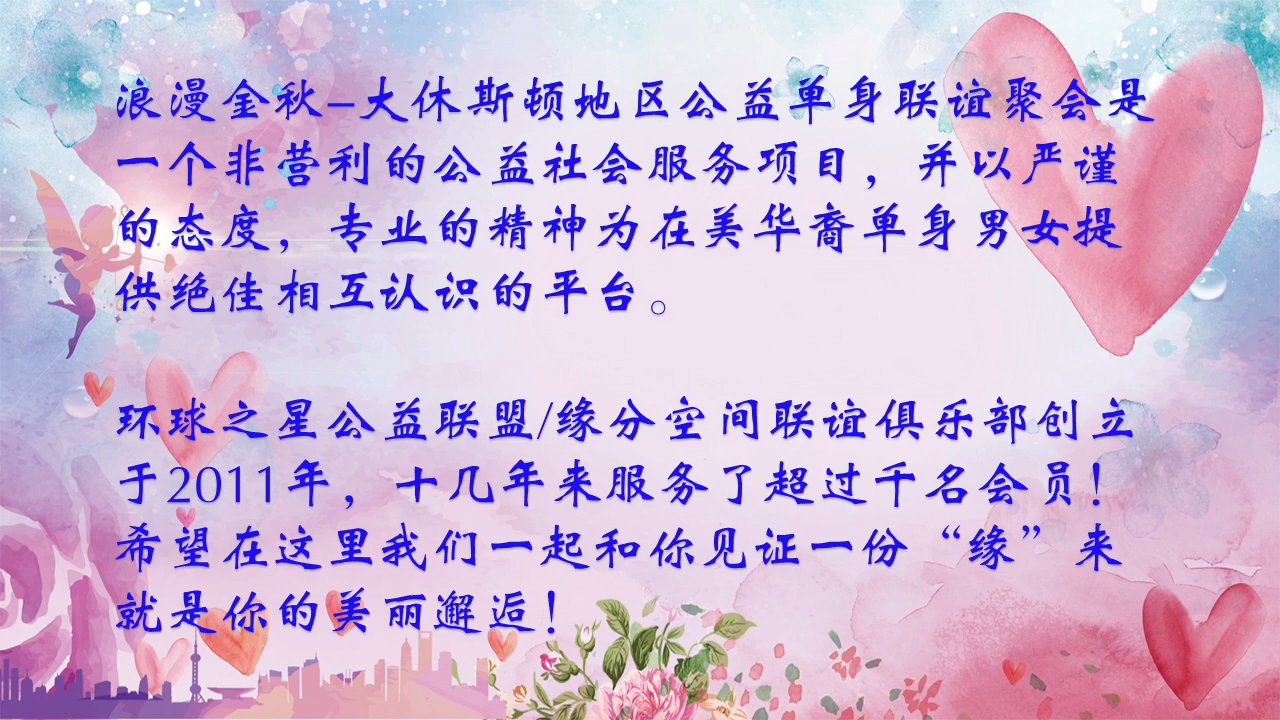 浪漫金秋-大休斯顿地区公益单身联谊聚会是
一个非营利的公益社会服务项目，并以严谨
的态度，专业的精神为在美华裔单身男女提
供绝佳相互认识的平台。
环球之星公益联盟/缘分空间联谊俱乐部创立
于2011年，十几年来服务了超过千名会员！
希望在这里我们一起和你见证一份“缘”来
就是你的美丽邂逅！